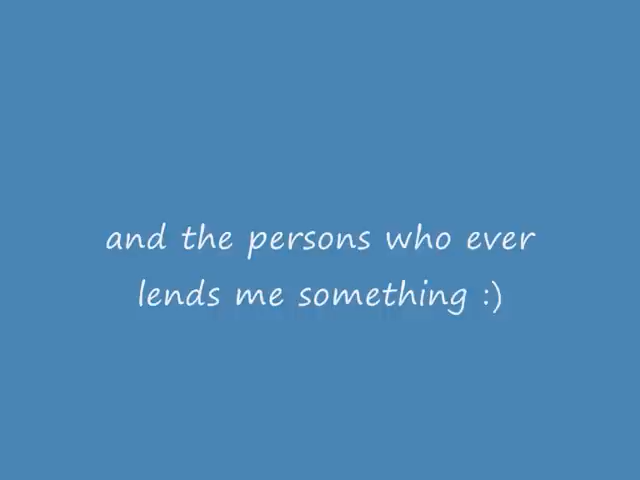 and the persons who ever
lends me something :)